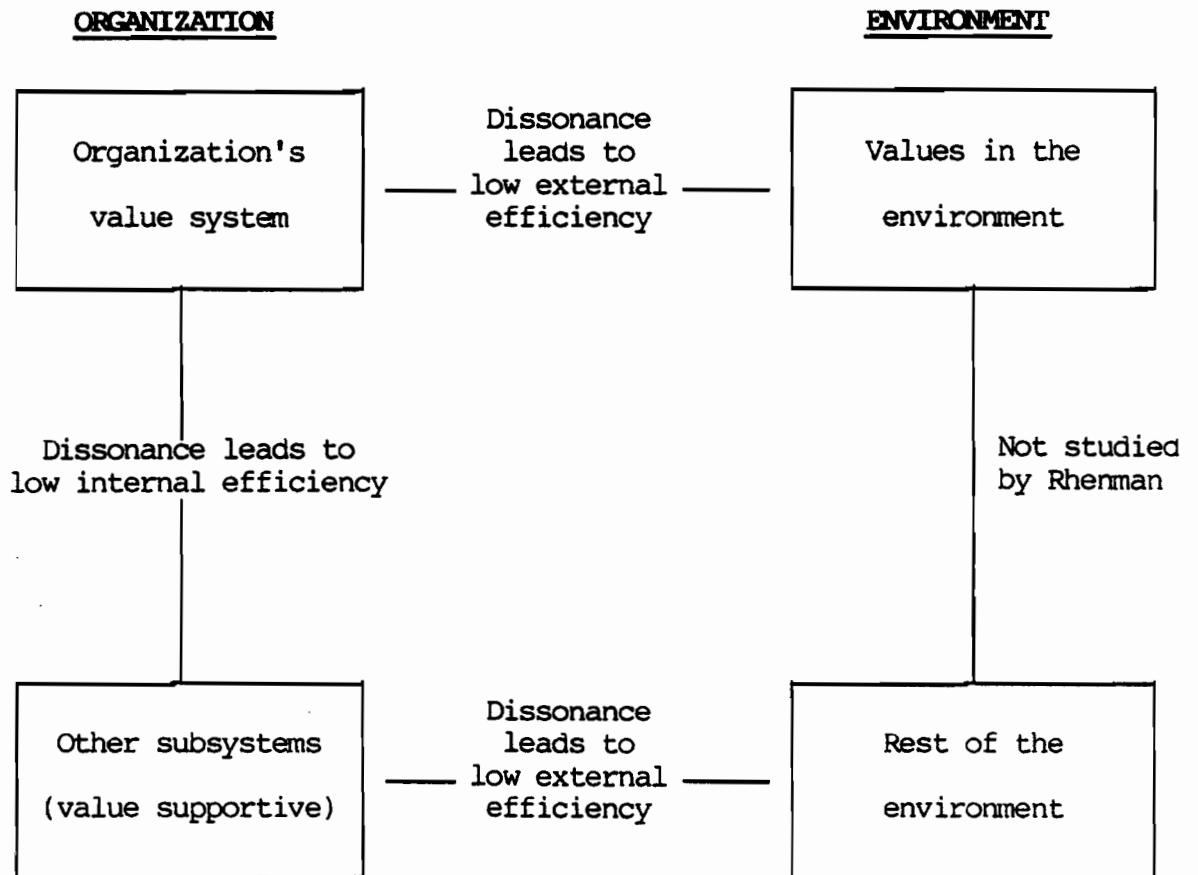 ORGANIZATION
ENVIRONMENT
Organization's
value system
Dissonance
leads to
low external
efficiency
Values in the
environment
Dissonance leads to
low internal efficiency
Not studied
by Rhenman
Other subsystems
(value supportive)
Dissonance
leads to
low external
efficiency
Rest of the
environment